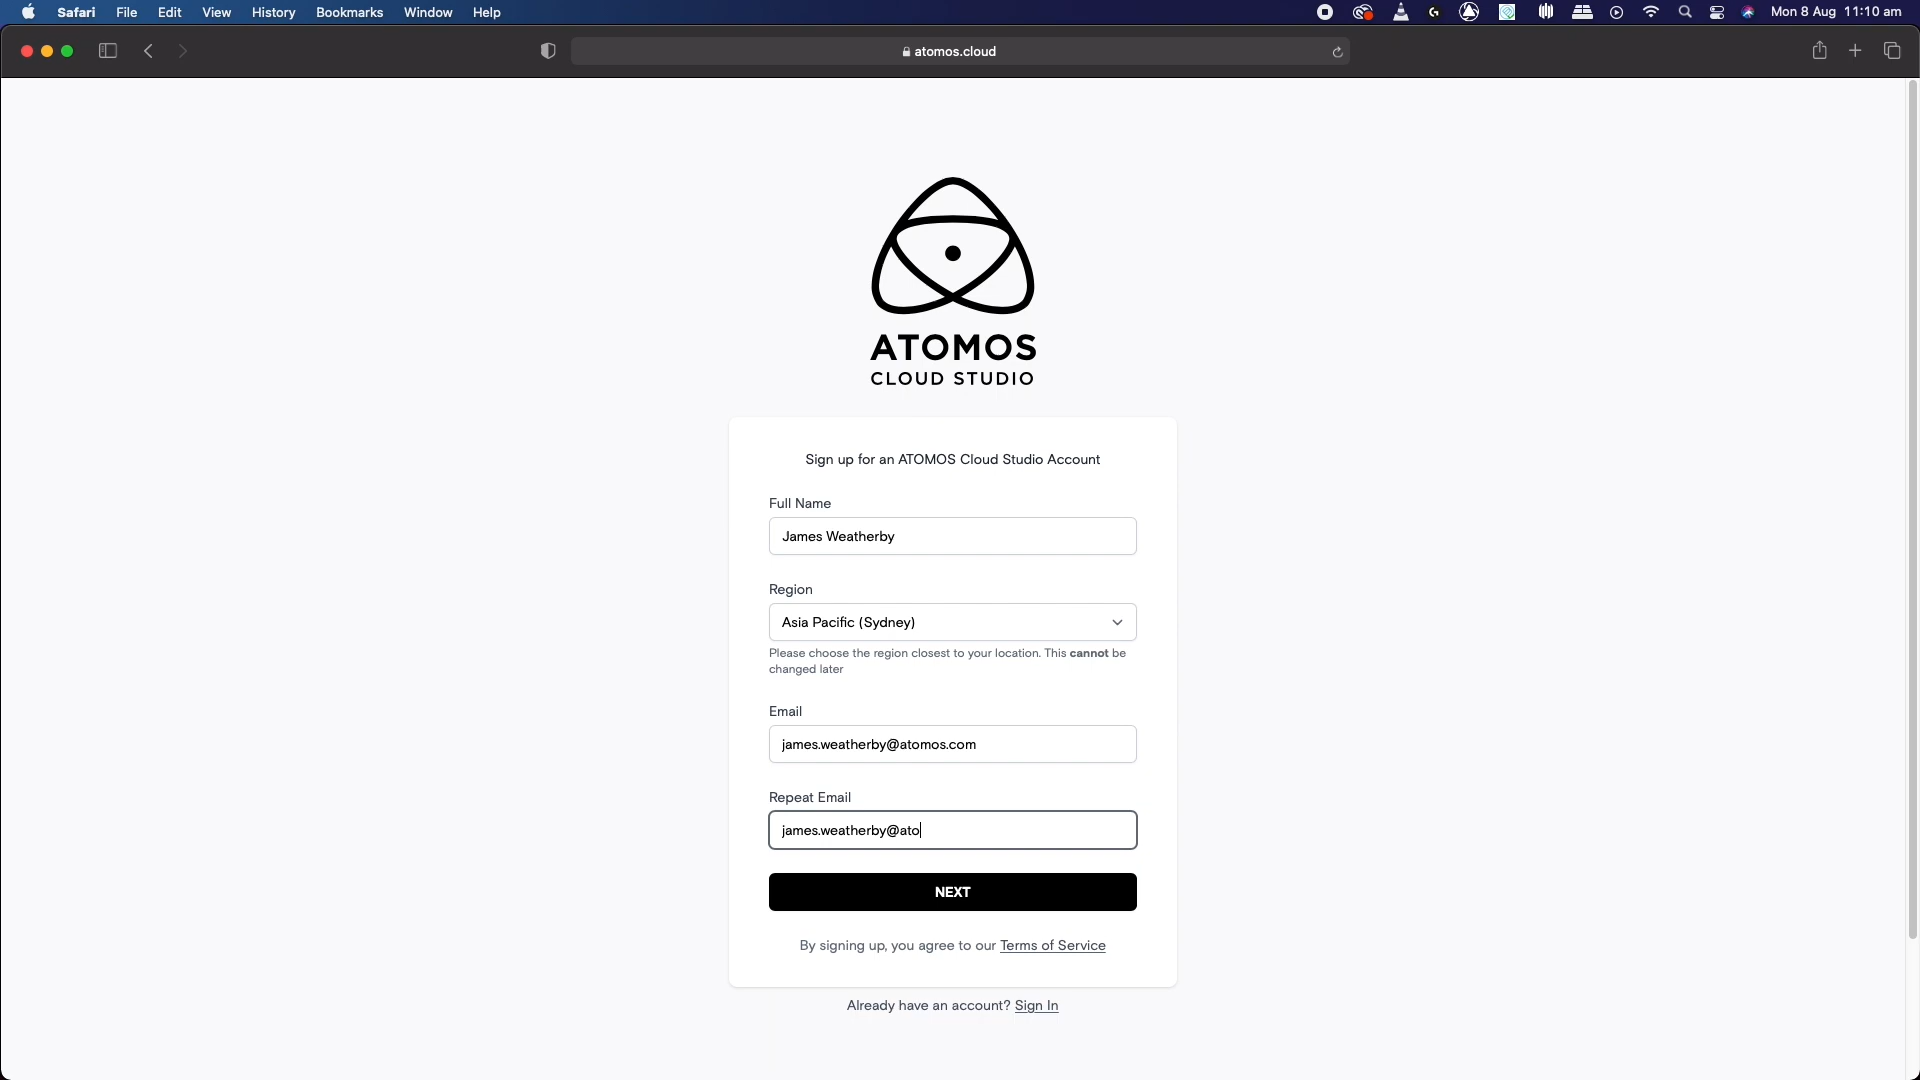 Safari File Edit View History Bookmarks Window Help Mon 8 Aug 11:10 am
atomos.cloud
ATOMOS
CLOUD STUDIO
Sign up for an ATOMOS Cloud Studio Account
Full Name
James Weatherby
Region
Asia Pacific (Sydney)
Please choose the region closest to your location. This cannot be
changed later
Email
james.weatherby@atomos.com
Repeat Email
james.weatherby@ato
NEXT
By signing up, you agree to our Terms of Service
Already have an account? Sign In